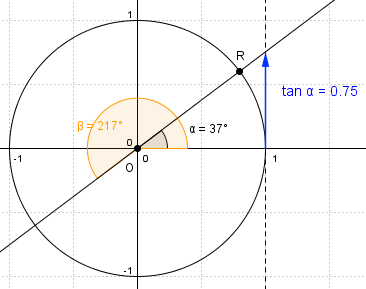 1
R
tan α = 0.75
β = 217°
α = 37°
0
-1
0
1
O
-1